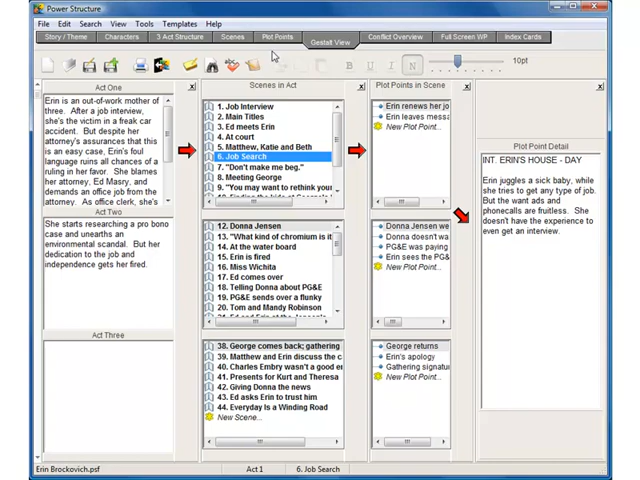 Power Structure
File Edit Search View Tools Templates Help
Story / Theme Characters 3 Act Structure Scenes Plot Points Gestalt View Conflict Overview Full Screen WP Index Cards
B U I N 10pt
Act One
Erin is an out-of-work mother of
three. After a job interview,
she's the victim in a freak car
accident. But despite her
attorney's assurances that this
is an easy case, Erin's foul
language ruins all chances of a
ruling in her favor. She blames
her attorney, Ed Masry, and
demands an office job from the
attorney. As office clerk, she's
Act Two
She starts researching a pro bono
case and unearths an
environmental scandal. But her
dedication to the job and
independence gets her fired.
Act Three
Scenes in Act
1. Job Interview
2. Main Titles
3. Ed meets Erin
4. At court
5. Matthew, Katie and Beth
6. Job Search
7. "Don't make me beg."
8. Meeting George
9. "You may want to rethink your
12. Donna Jensen
13. "What kind of chromium is it
14. At the water board
15. Erin is fired
16. Miss Wichita
17. Ed comes over
18. Telling Donna about PG&E
19. PG&E sends over a flunky
20. Tom and Mandy Robinson
38. George comes back; gathering
39. Matthew and Erin discuss the c
40. Charles Embry wasn't a good e
41. Presents for Kurt and Theresa
42. Giving Donna the news
43. Ed asks Erin to trust him
44. Everyday Is a Winding Road
New Scene...
Plot Points in Scene
Erin renews her jo
Erin leaves mess
New Plot Point...
Donna Jensen we
Donna doesn't wa
PG&E was paying
Erin sees the PG&
New Plot Point...
George returns
Erin's apology
Gathering signatur
New Plot Point...
Plot Point Detail
INT. ERIN'S HOUSE - DAY
Erin juggles a sick baby, while
she tries to get any type of job.
But the want ads and
phonecalls are fruitless. She
doesn't have the experience to
even get an interview.
Erin Brockovich.psf Act 1 6. Job Search